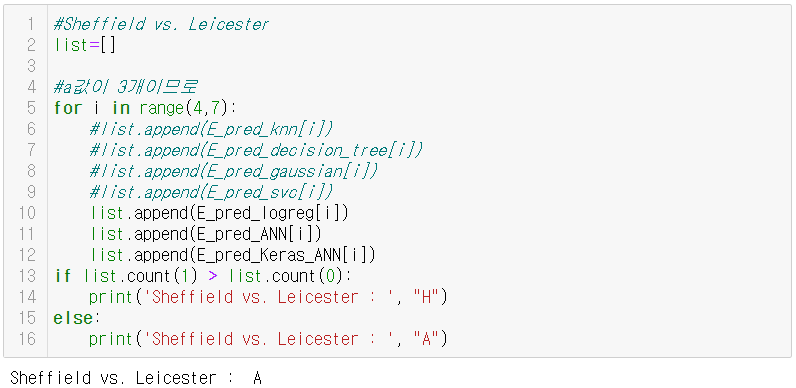 1 #Sheffield vs. Leicester
2 list=[]
3
4 #a값이 3개이므로
5 for i in range(4,7):
6     #list.append(E_pred_knn[i])
7     #list.append(E_pred_decision_tree[i])
8     #list.append(E_pred_gaussian[i])
9     #list.append(E_pred_svc[i])
10     list.append(E_pred_logreg[i])
11     list.append(E_pred_ANN[i])
12     list.append(E_pred_Keras_ANN[i])
13 if list.count(1) > list.count(0):
14     print('Sheffield vs. Leicester : ', "H")
15 else:
16     print('Sheffield vs. Leicester : ', "A")
Sheffield vs. Leicester :  A